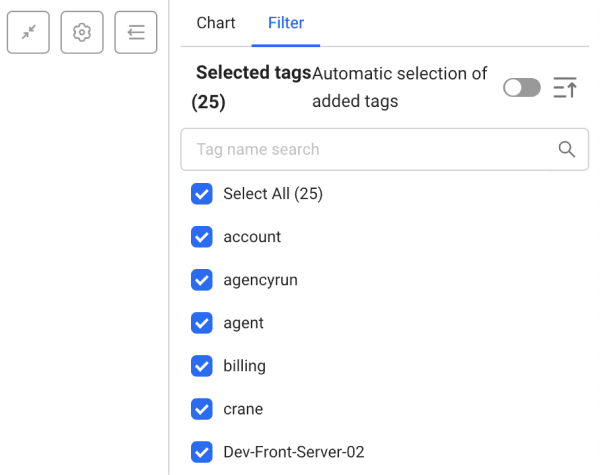 Chart Filter
Selected tags Automatic selection of
(25) added tags
Tag name search
Select All (25)
account
agencyrun
agent
billing
crane
Dev-Front-Server-02